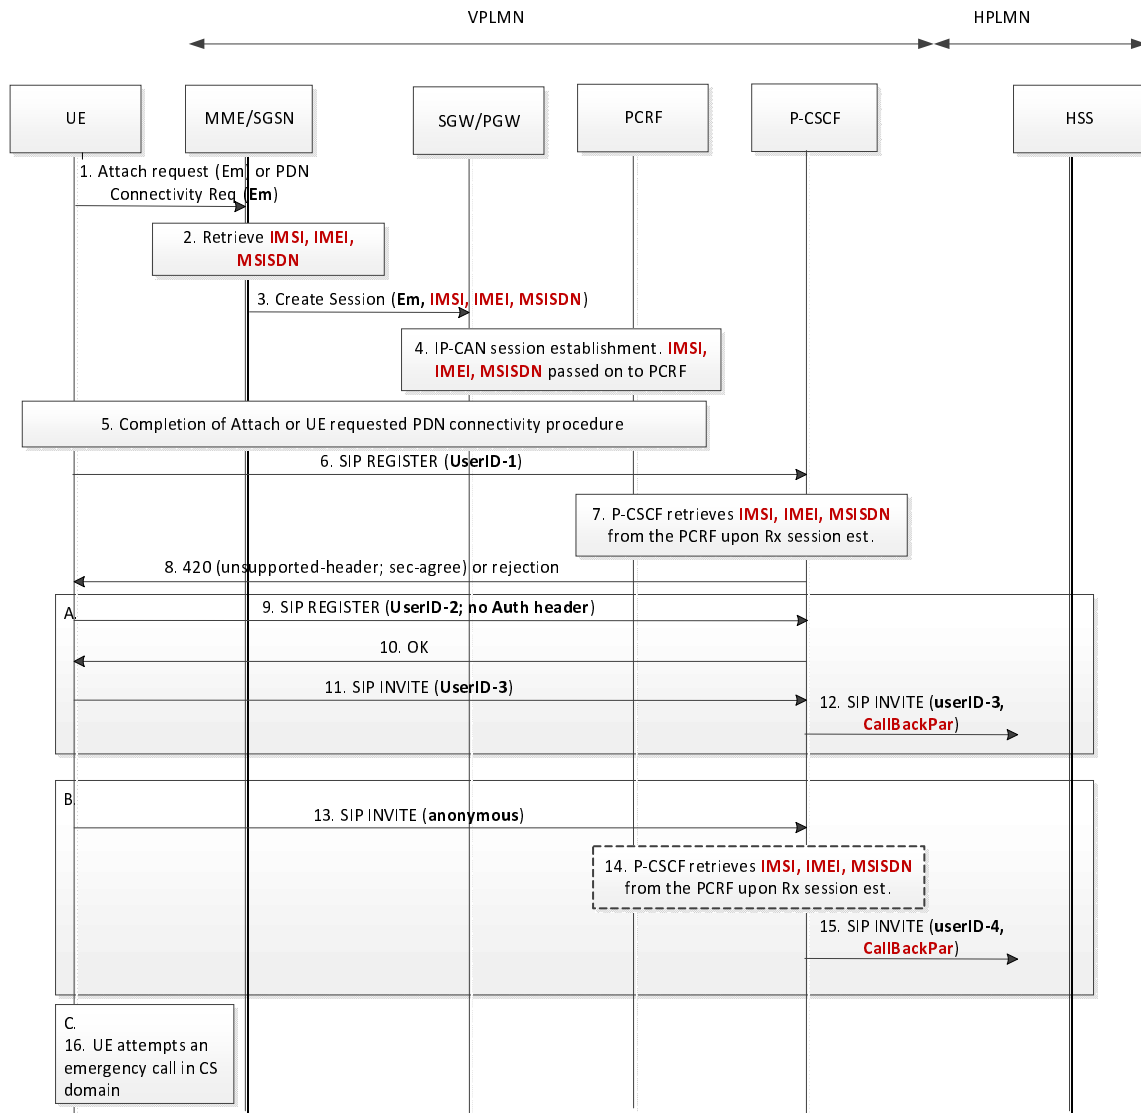 VPLMN
HPLMN
UE
MME/SGSN
SGW/PGW
PCRF
P-CSCF
HSS
1. Attach request (Em) or PDN
Connectivity Req (Em)
2. Retrieve IMSI, IMEI,
MSISDN
3. Create Session (Em, IMSI, IMEI, MSISDN)
4. IP-CAN session establishment. IMSI,
IMEI, MSISDN passed on to PCRF
5. Completion of Attach or UE requested PDN connectivity procedure
6. SIP REGISTER (UserID-1)
7. P-CSCF retrieves IMSI, IMEI, MSISDN
from the PCRF upon Rx session est.
8. 420 (unsupported-header; sec-agree) or rejection
A.
9. SIP REGISTER (UserID-2; no Auth header)
10. OK
11. SIP INVITE (UserID-3)
12. SIP INVITE (userID-3,
CallBackPar)
B.
13. SIP INVITE (anonymous)
14. P-CSCF retrieves IMSI, IMEI, MSISDN
from the PCRF upon Rx session est.
15. SIP INVITE (userID-4,
CallBackPar)
C.
16. UE attempts an
emergency call in CS
domain